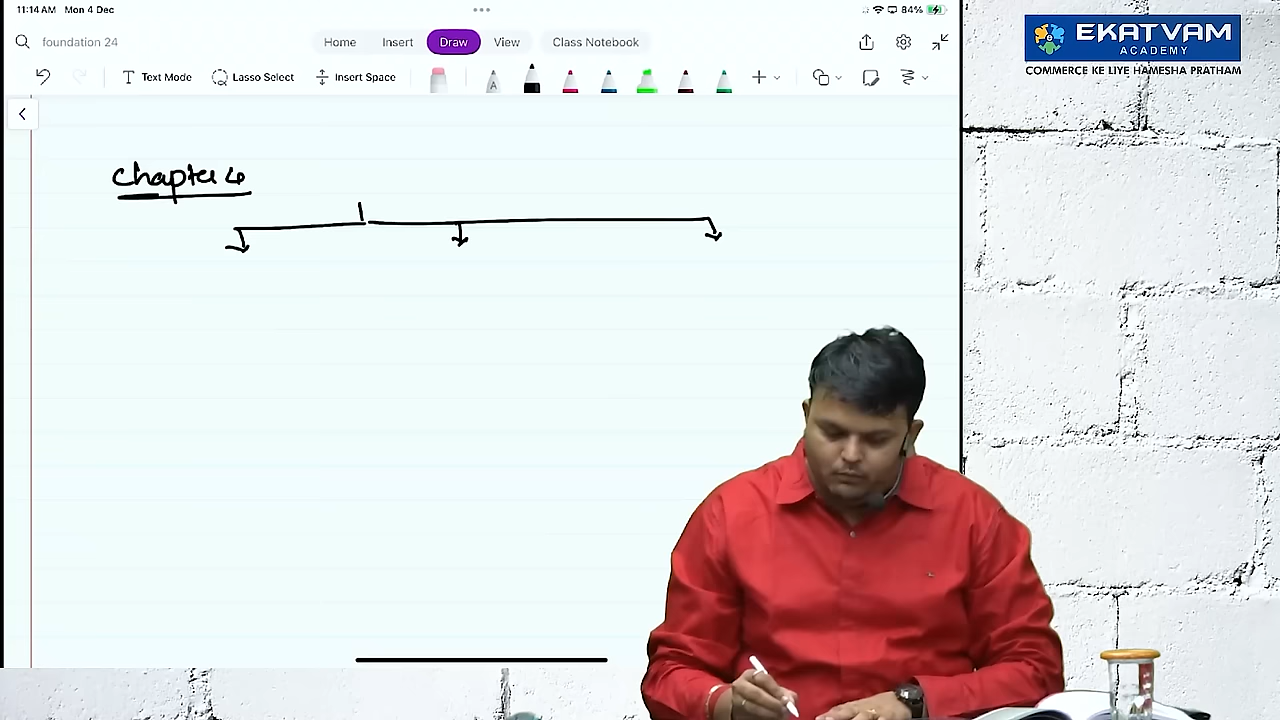 11:14 AM Mon 4 Dec
84%
foundation 24
Home Insert Draw View Class Notebook
Text Mode Lasso Select Insert Space
EKATVAM
ACADEMY
COMMERCE KE LIYE HAMESHA PRATHAM
Chapter 4